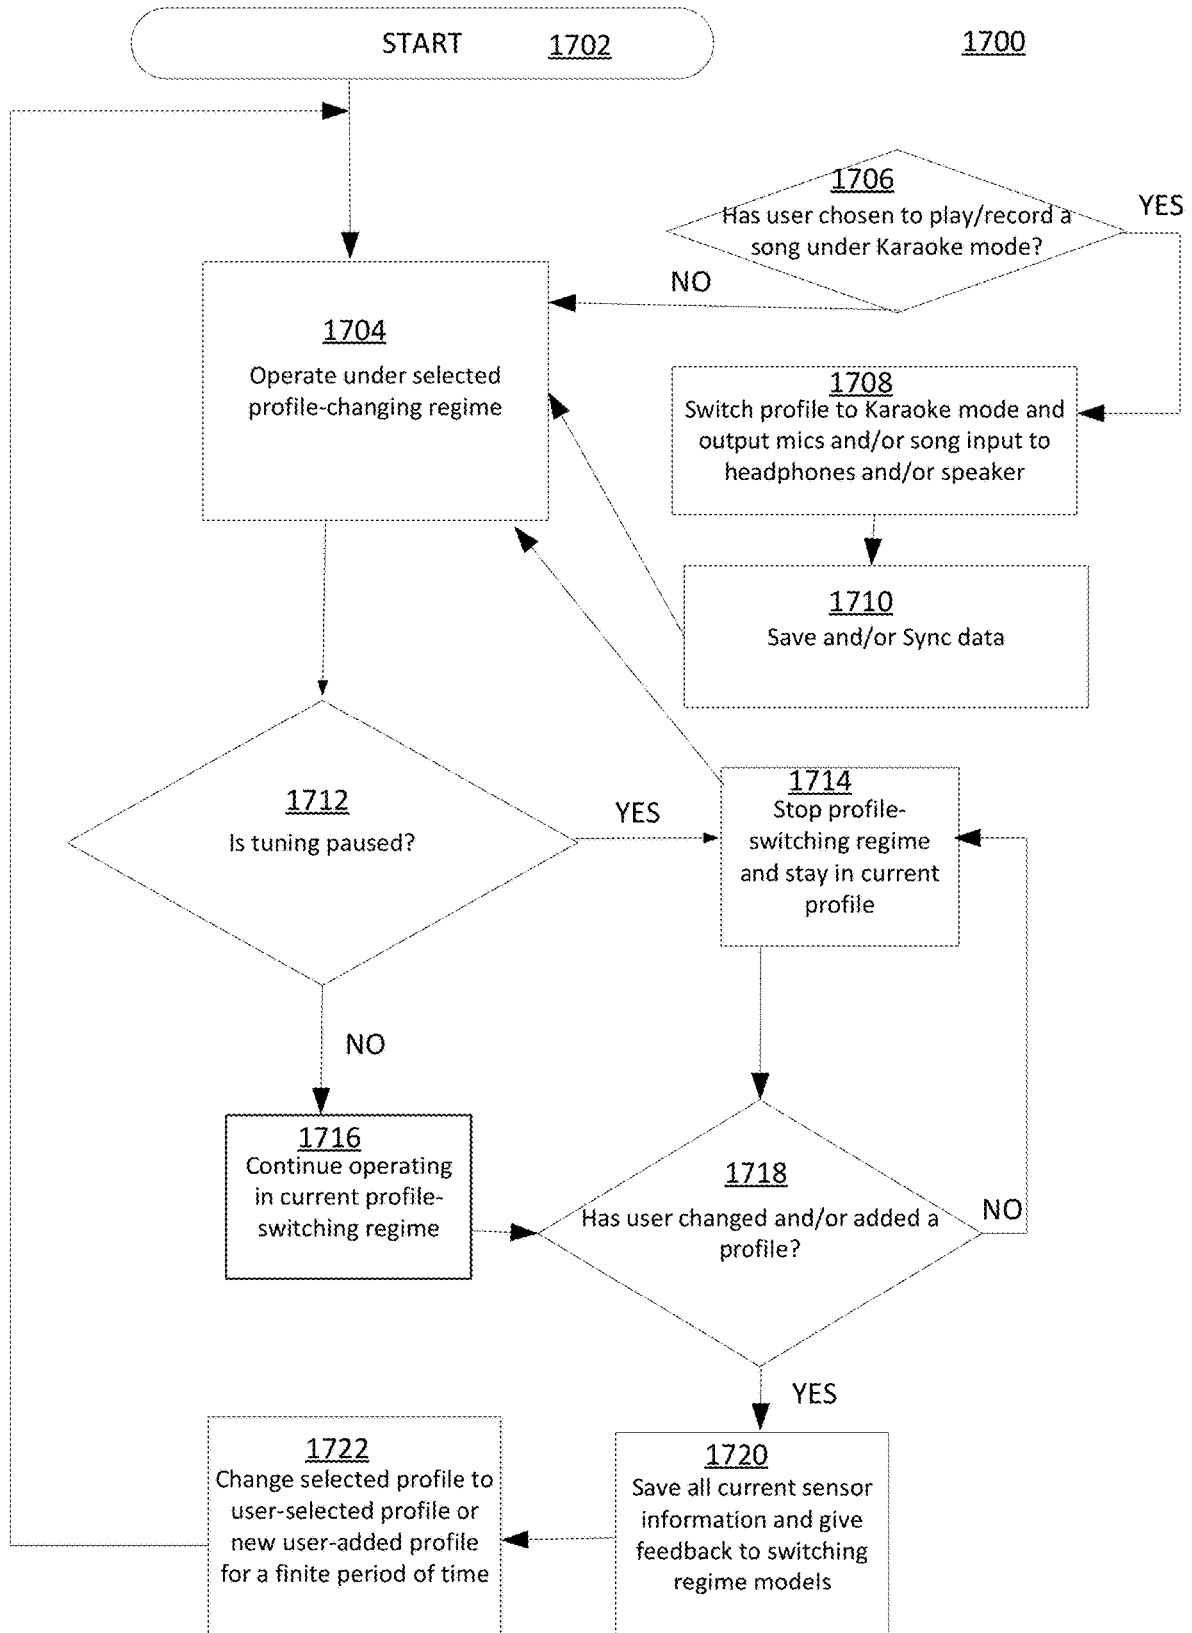 START 1702
1700
1706
Has user chosen to play/record a
song under Karaoke mode?
YES
NO
1704
Operate under selected
profile-changing regime
1708
Switch profile to Karaoke mode and
output mics and/or song input to
headphones and/or speaker
1710
Save and/or Sync data
1712
Is tuning paused?
YES
1714
Stop profile-
switching regime
and stay in current
profile
NO
1716
Continue operating
in current profile-
switching regime
1718
Has user changed and/or added a
profile?
NO
YES
1722
Change selected profile to
user-selected profile or
new user-added profile
for a finite period of time
1720
Save all current sensor
information and give
feedback to switching
regime models